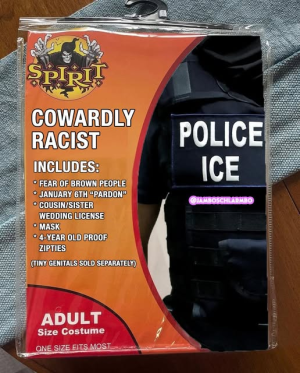 SPIRIT
COWARDLY
RACIST
INCLUDES:
* FEAR OF BROWN PEOPLE
* JANUARY 6TH "PARDON"
* COUSIN/SISTER
WEDDING LICENSE
* MASK
* 4-YEAR OLD PROOF
ZIPTIES
(TINY GENITALS SOLD SEPARATELY)
ADULT
Size Costume
ONE SIZE FITS MOST
POLICE
ICE
@IAMBOSCHKARMBO